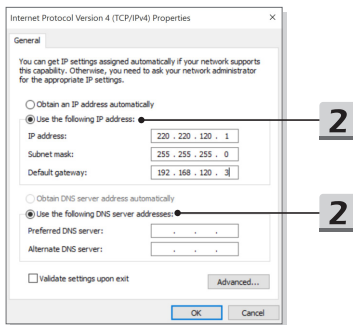 Internet Protocol Version 4 (TCP/IPv4) Properties
General
You can get IP settings assigned automatically if your network supports
this capability. Otherwise, you need to ask your network administrator
for the appropriate IP settings.
Obtain an IP address automatically
Use the following IP address:
2
IP address: 220 . 220 . 120 . 1
Subnet mask: 255 . 255 . 255 . 0
Default gateway: 192 . 168 . 120 . 3
Obtain DNS server address automatically
Use the following DNS server addresses:
2
Preferred DNS server: . . .
Alternate DNS server: . . .
Validate settings upon exit
Advanced...
OK Cancel